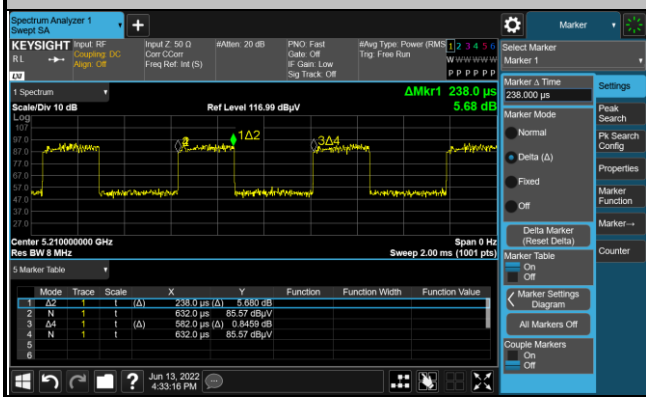 Spectrum Analyzer 1
Swept SA
Marker
KEYSIGHT
RL
LXI
Input: RF
Coupling: DC
Align: Off
Input Z: 50 Ω
Corr CCorr
Freq Ref: Int (S)
#Atten: 20 dB
PNO: Fast
Gate: Off
IF Gain: Low
Sig Track: Off
#Avg Type: Power (RMS
Trig: Free Run
1 2 3 4 5 6
W W W W W W
P P P P P P
Select Marker
Marker 1
1 Spectrum
ΔMkr1 238.0 µs
Scale/Div 10 dB
Ref Level 116.99 dBµV
5.68 dB
Log
107
97.0
87.0
77.0
67.0
57.0
47.0
37.0
27.0
1Δ2
3Δ4
Center 5.210000000 GHz
Span 0 Hz
Res BW 8 MHz
Sweep 2.00 ms (1001 pts)
5 Marker Table
Mode Trace Scale X Y Function Function Width Function Value
1 Δ2 1 t (Δ) 238.0 µs (Δ) 5.680 dB
2 N 1 t 632.0 µs 85.57 dBµV
3 Δ4 1 t (Δ) 582.0 µs (Δ) 0.8459 dB
4 N 1 t 632.0 µs 85.57 dBµV
5
6
Marker Δ Time
238.000 µs
Marker Mode
Normal
Delta (Δ)
Fixed
Off
Delta Marker
(Reset Delta)
Marker Table
On
Off
Marker Settings
Diagram
All Markers Off
Couple Markers
On
Off
Settings
Peak
Search
Pk Search
Config
Properties
Marker
Function
Marker→
Counter
?
Jun 13, 2022
4:33:16 PM